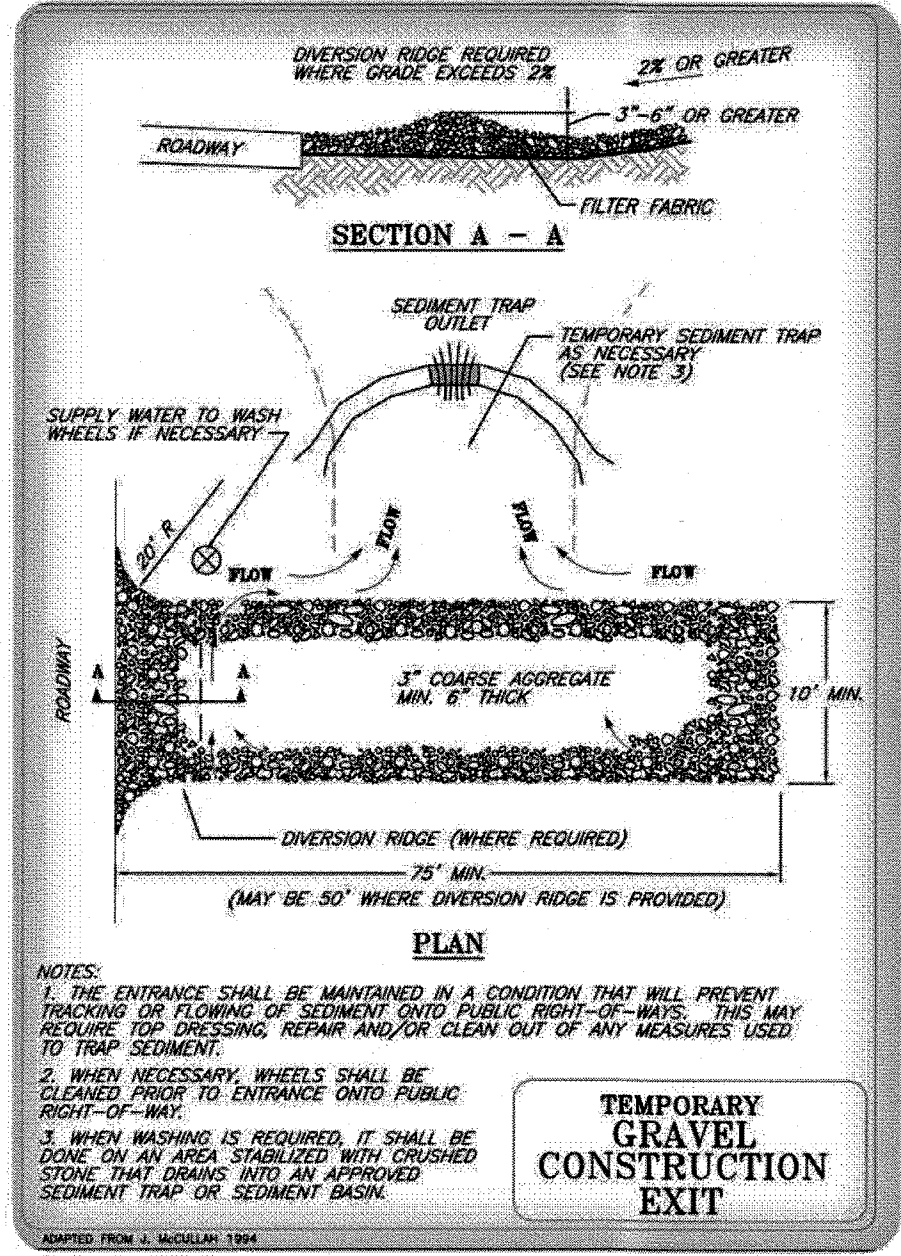 DIVERSION RIDGE REQUIRED
WHERE GRADE EXCEEDS 2%
2% OR GREATER
3"-6" OR GREATER
ROADWAY
FILTER FABRIC
SECTION A - A
SEDIMENT TRAP
OUTLET
TEMPORARY SEDIMENT TRAP
AS NECESSARY
(SEE NOTE 3)
SUPPLY WATER TO WASH
WHEELS IF NECESSARY
20' R
FLOW
FLOW
FLOW
FLOW
ROADWAY
A
A
3" COARSE AGGREGATE
MIN. 6" THICK
10' MIN.
DIVERSION RIDGE (WHERE REQUIRED)
75' MIN.
(MAY BE 50' WHERE DIVERSION RIDGE IS PROVIDED)
PLAN
NOTES:
1. THE ENTRANCE SHALL BE MAINTAINED IN A CONDITION THAT WILL PREVENT
TRACKING OR FLOWING OF SEDIMENT ONTO PUBLIC RIGHT-OF-WAYS. THIS MAY
REQUIRE TOP DRESSING, REPAIR AND/OR CLEAN OUT OF ANY MEASURES USED
TO TRAP SEDIMENT.
2. WHEN NECESSARY, WHEELS SHALL BE
CLEANED PRIOR TO ENTRANCE ONTO PUBLIC
RIGHT-OF-WAY.
3. WHEN WASHING IS REQUIRED, IT SHALL BE
DONE ON AN AREA STABILIZED WITH CRUSHED
STONE THAT DRAINS INTO AN APPROVED
SEDIMENT TRAP OR SEDIMENT BASIN.
TEMPORARY
GRAVEL
CONSTRUCTION
EXIT
ADAPTED FROM J. McCULLAH 1994